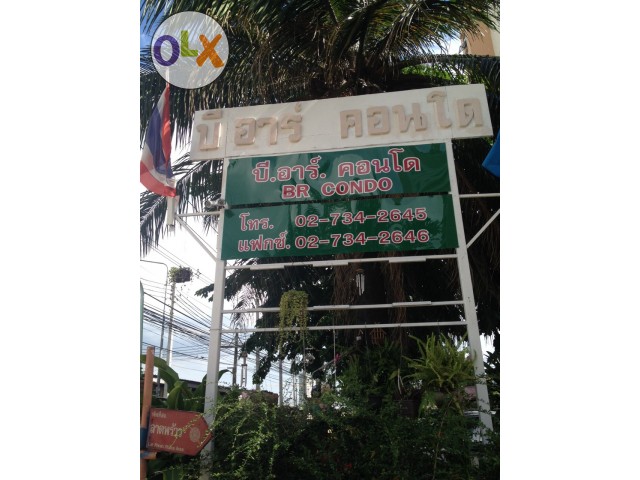 OLX
บี อาร์ คอนโด
บี.อาร์. คอนโด
BR CONDO
โทร. 02-734-2645
แฟกซ์. 02-734-2646